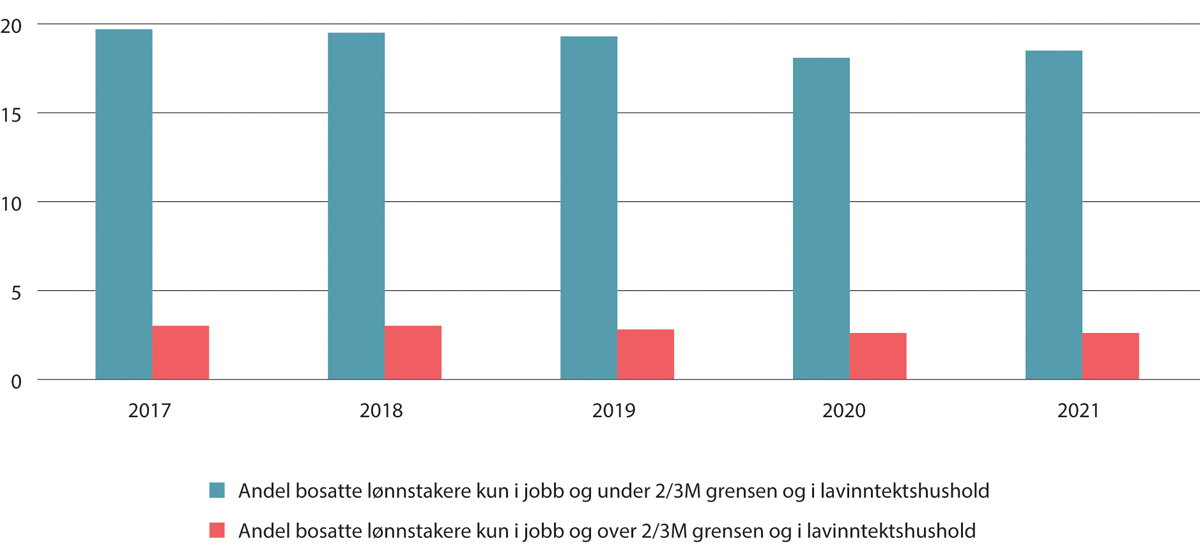 20
15
10
5
0
2017 2018 2019 2020 2021
Andel bosatte lønnstakere kun i jobb og under 2/3M grensen og i lavinntektshushold
Andel bosatte lønnstakere kun i jobb og over 2/3M grensen og i lavinntektshushold